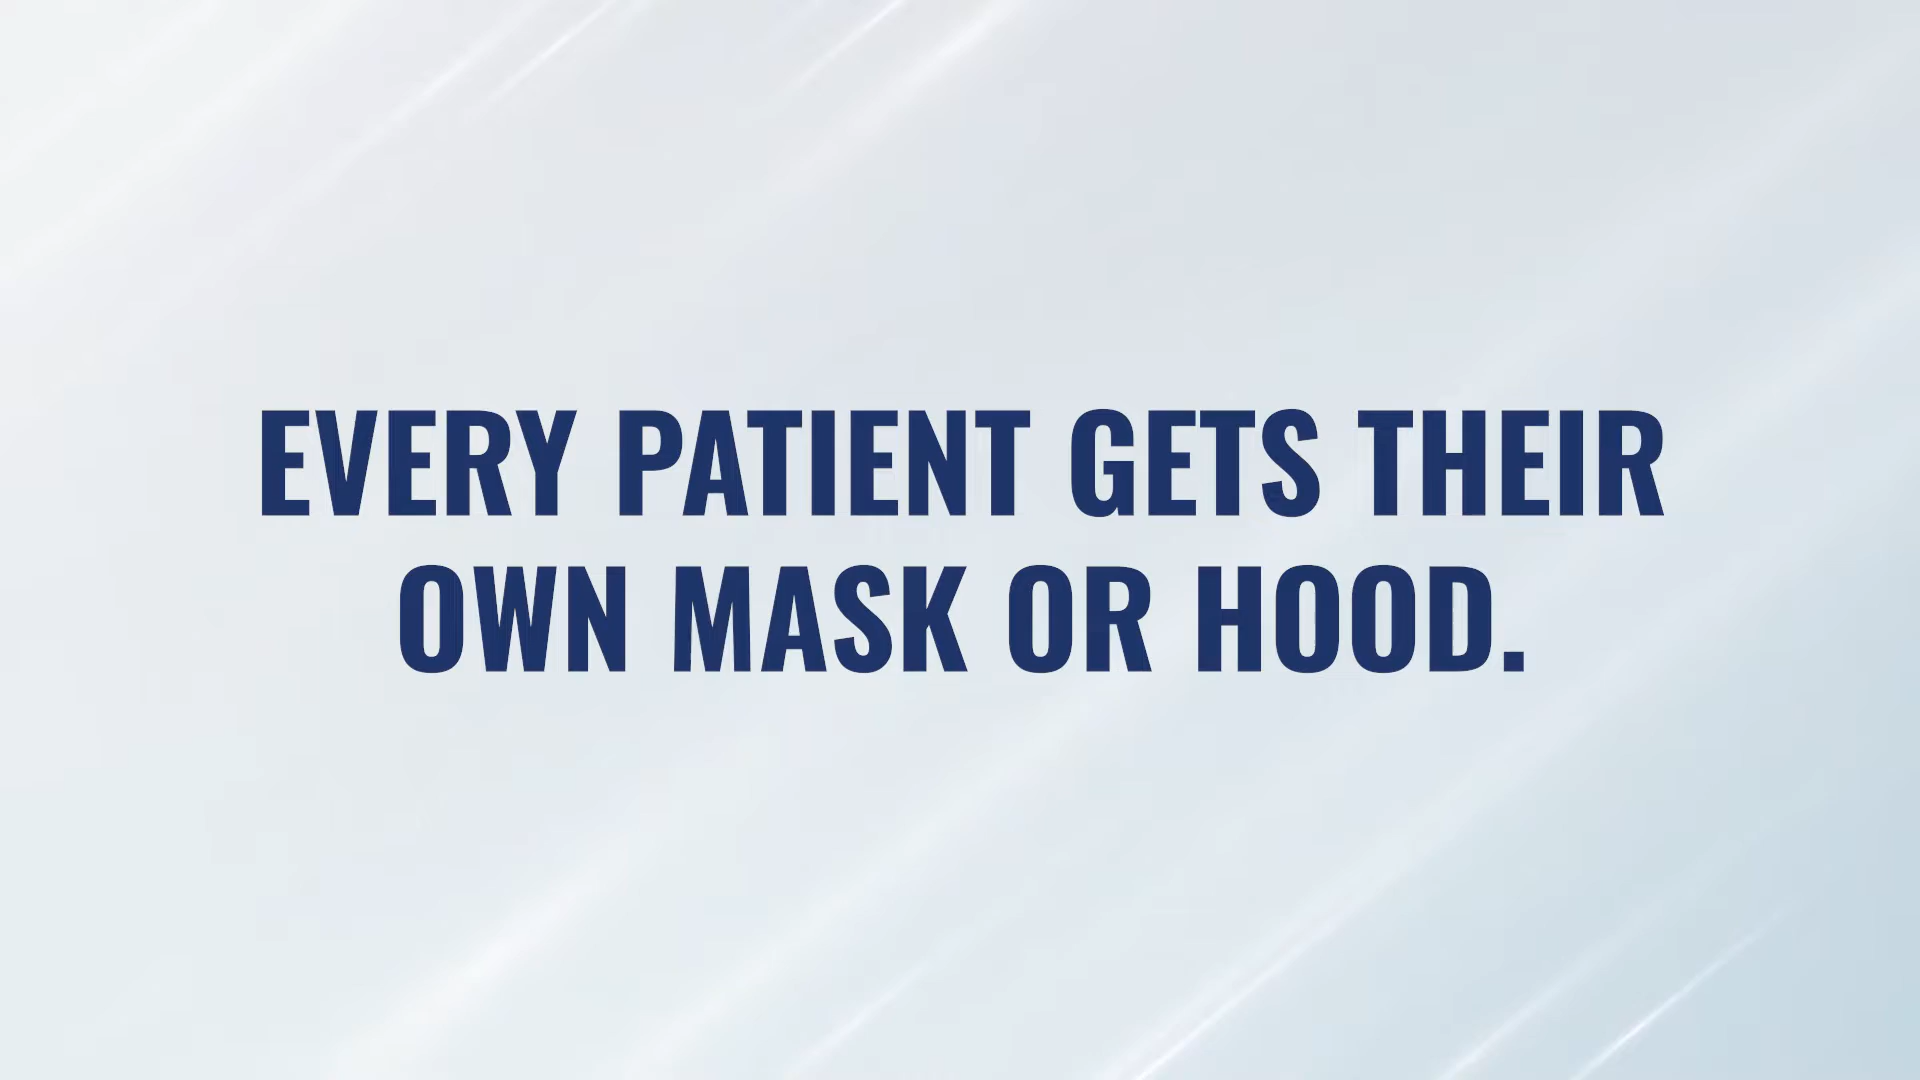 EVERY PATIENT GETS THEIR
OWN MASK OR HOOD.